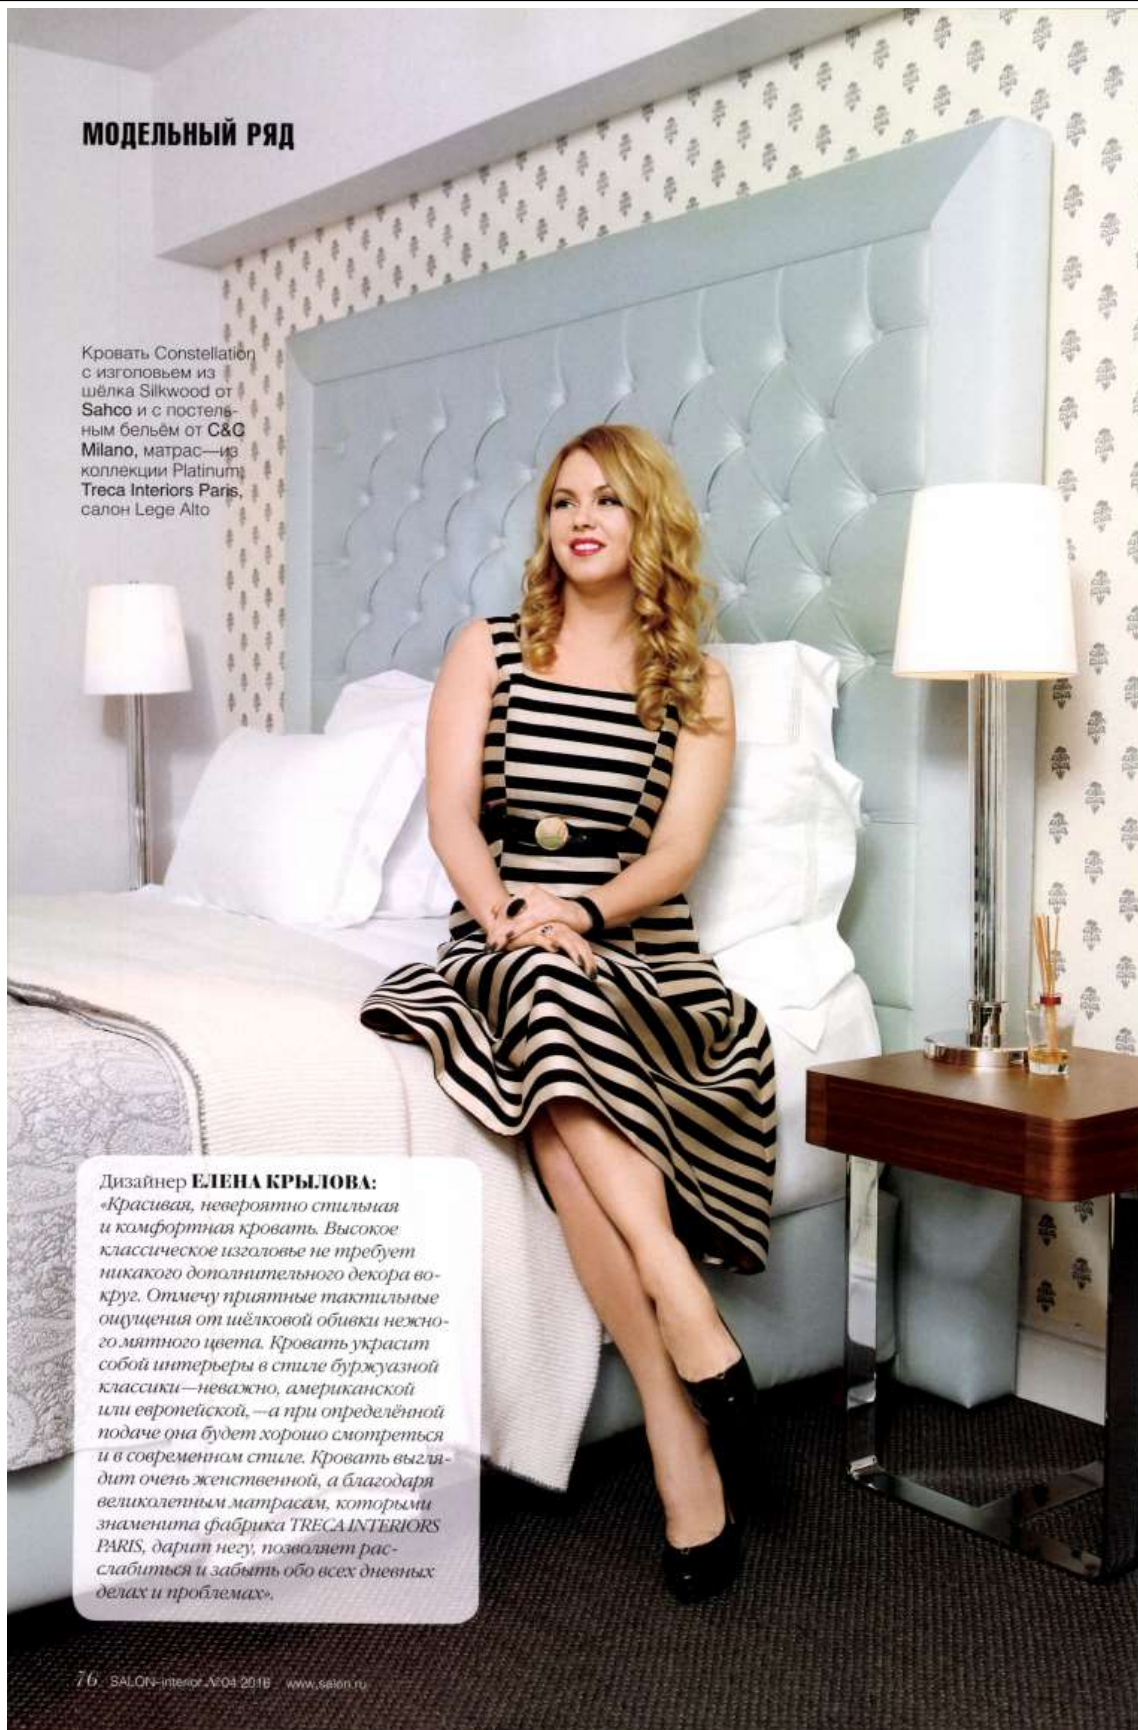 МОДЕЛЬНЫЙ РЯД
Кровать Constellation
с изголовьем из
шёлка Silkwood от
Sahco и с постель-
ным бельём от C&C
Milano, матрас—из
коллекции Platinum,
Treca Interiors Paris,
салон Lege Alto
Дизайнер ЕЛЕНА КРЫЛОВА:
«Красивая, невероятно стильная
и комфортная кровать. Высокое
классическое изголовье не требует
никакого дополнительного декора во-
круг. Отмечу приятные тактильные
ощущения от шёлковой обивки нежно-
го мятного цвета. Кровать украсит
собой интерьеры в стиле буржуазной
классики—неважно, американской
или европейской,—а при определённой
подаче она будет хорошо смотреться
и в современном стиле. Кровать выгля-
дит очень женственной, а благодаря
великолепным матрасам, которыми
знаменита фабрика TRECA INTERIORS
PARIS, дарит негу, позволяет рас-
слабиться и забыть обо всех дневных
делах и проблемах».
76 SALON-interior №04 2016 www.salon.ru